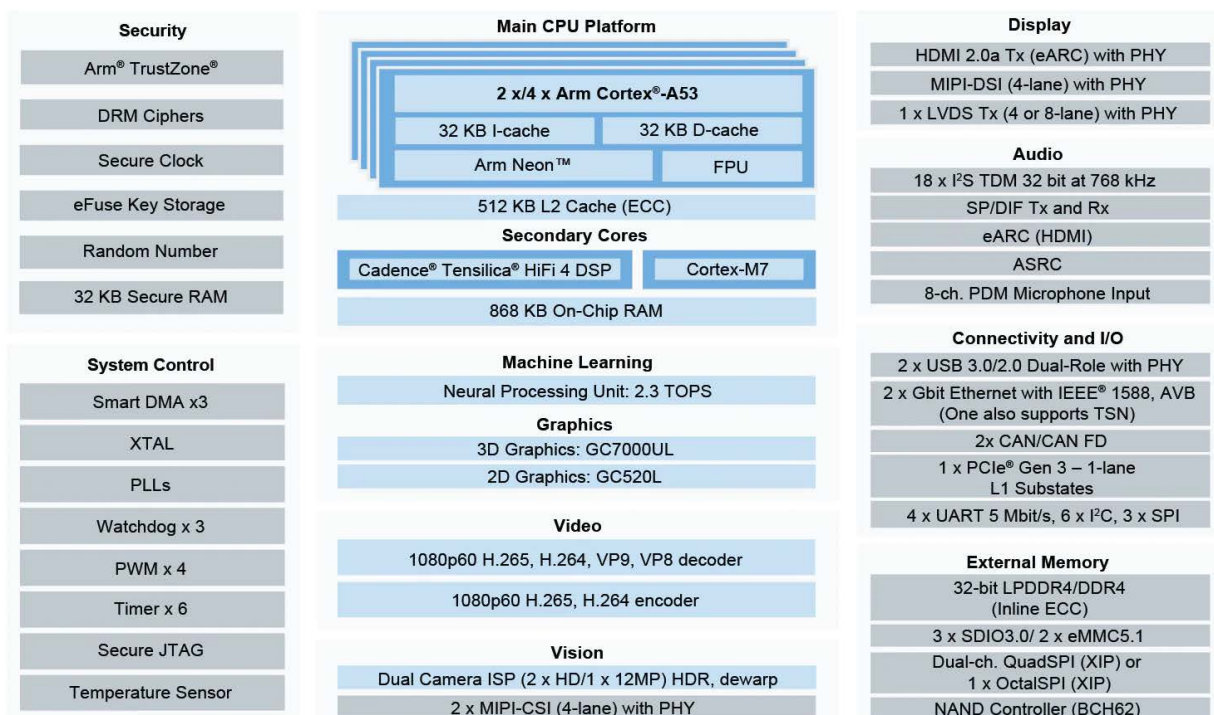 Security
Arm® TrustZone®
DRM Ciphers
Secure Clock
eFuse Key Storage
Random Number
32 KB Secure RAM
System Control
Smart DMA x3
XTAL
PLLs
Watchdog x 3
PWM x 4
Timer x 6
Secure JTAG
Temperature Sensor
Main CPU Platform
2 x/4 x Arm Cortex®-A53
32 KB I-cache
32 KB D-cache
Arm Neon™
FPU
512 KB L2 Cache (ECC)
Secondary Cores
Cadence® Tensilica® HiFi 4 DSP
Cortex-M7
868 KB On-Chip RAM
Machine Learning
Neural Processing Unit: 2.3 TOPS
Graphics
3D Graphics: GC7000UL
2D Graphics: GC520L
Video
1080p60 H.265, H.264, VP9, VP8 decoder
1080p60 H.265, H.264 encoder
Vision
Dual Camera ISP (2 x HD/1 x 12MP) HDR, dewarp
2 x MIPI-CSI (4-lane) with PHY
Display
HDMI 2.0a Tx (eARC) with PHY
MIPI-DSI (4-lane) with PHY
1 x LVDS Tx (4 or 8-lane) with PHY
Audio
18 x I²S TDM 32 bit at 768 kHz
SP/DIF Tx and Rx
eARC (HDMI)
ASRC
8-ch. PDM Microphone Input
Connectivity and I/O
2 x USB 3.0/2.0 Dual-Role with PHY
2 x Gbit Ethernet with IEEE® 1588, AVB
(One also supports TSN)
2x CAN/CAN FD
1 x PCIe® Gen 3 – 1-lane
L1 Substates
4 x UART 5 Mbit/s, 6 x I²C, 3 x SPI
External Memory
32-bit LPDDR4/DDR4
(Inline ECC)
3 x SDIO3.0/ 2 x eMMC5.1
Dual-ch. QuadSPI (XIP) or
1 x OctalSPI (XIP)
NAND Controller (BCH62)